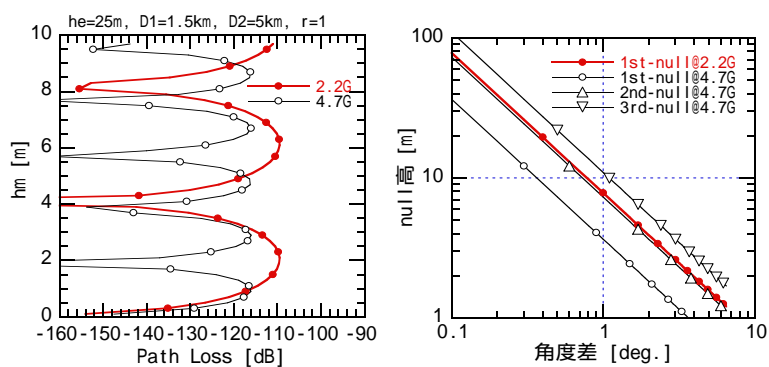 he=25m, D1=1.5km, D2=5km, r=1
10
8
6
4
2
0
hm [m]
2.2G
4.7G
-160 -150 -140 -130 -120 -110 -100 -90
Path Loss [dB]
100
10
1
null高 [m]
1st-null@2.2G
1st-null@4.7G
2nd-null@4.7G
3rd-null@4.7G
0.1 1 10
角度差 [deg.]